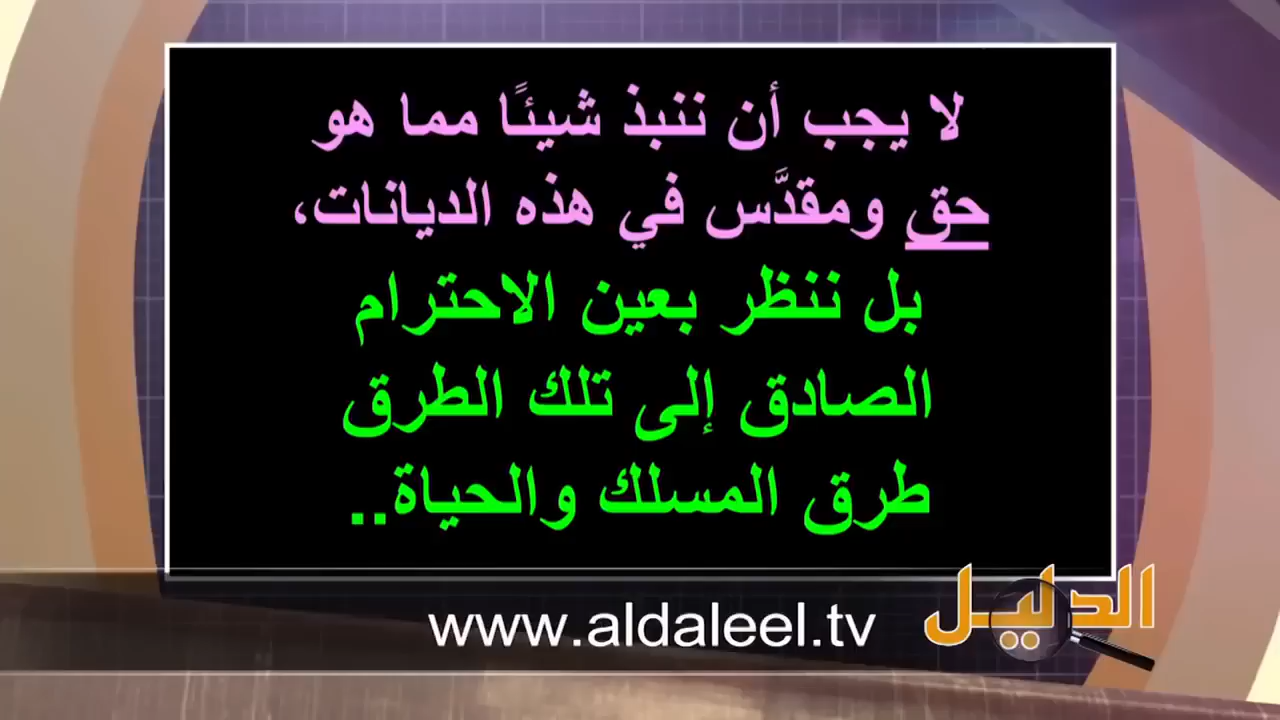 لا يجب أن ننبذ شيئًا مما هو
حق ومقدَّس في هذه الديانات،
بل ننظر بعين الاحترام
الصادق إلى تلك الطرق
طرق المسلك والحياة..
www.aldaleel.tv
الدليل